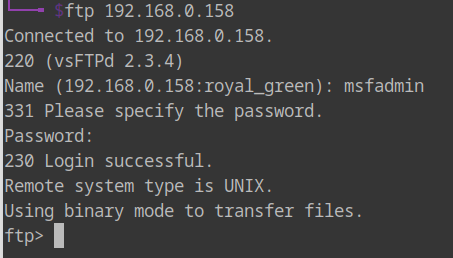 $ftp 192.168.0.158
Connected to 192.168.0.158.
220 (vsFTPd 2.3.4)
Name (192.168.0.158:royal_green): msfadmin
331 Please specify the password.
Password:
230 Login successful.
Remote system type is UNIX.
Using binary mode to transfer files.
ftp>